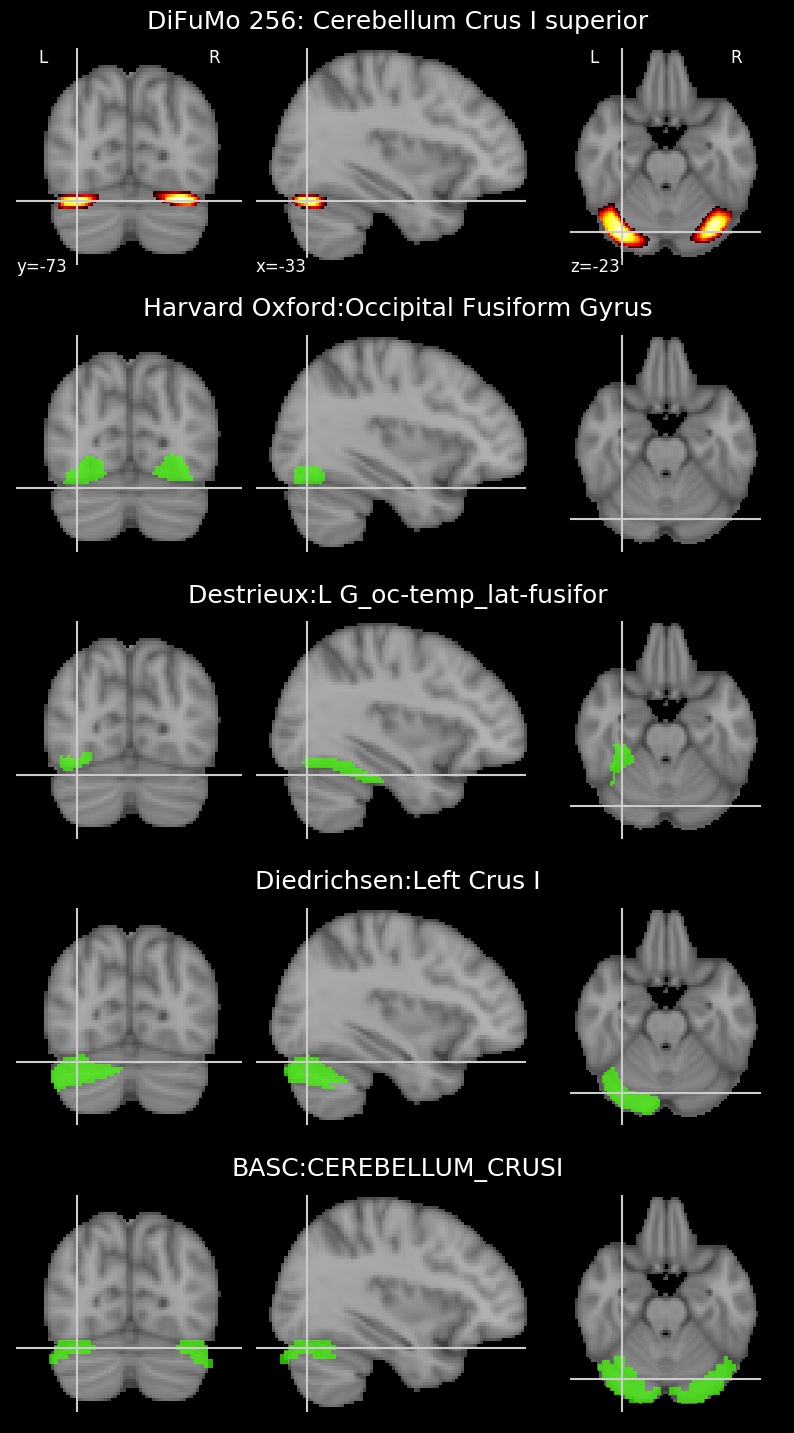 DiFuMo 256: Cerebellum Crus I superior
L R L R
y=-73 x=-33 z=-23
Harvard Oxford:Occipital Fusiform Gyrus
Destrieux:L G_oc-temp_lat-fusifor
Diedrichsen:Left Crus I
BASC:CEREBELLUM_CRUSI